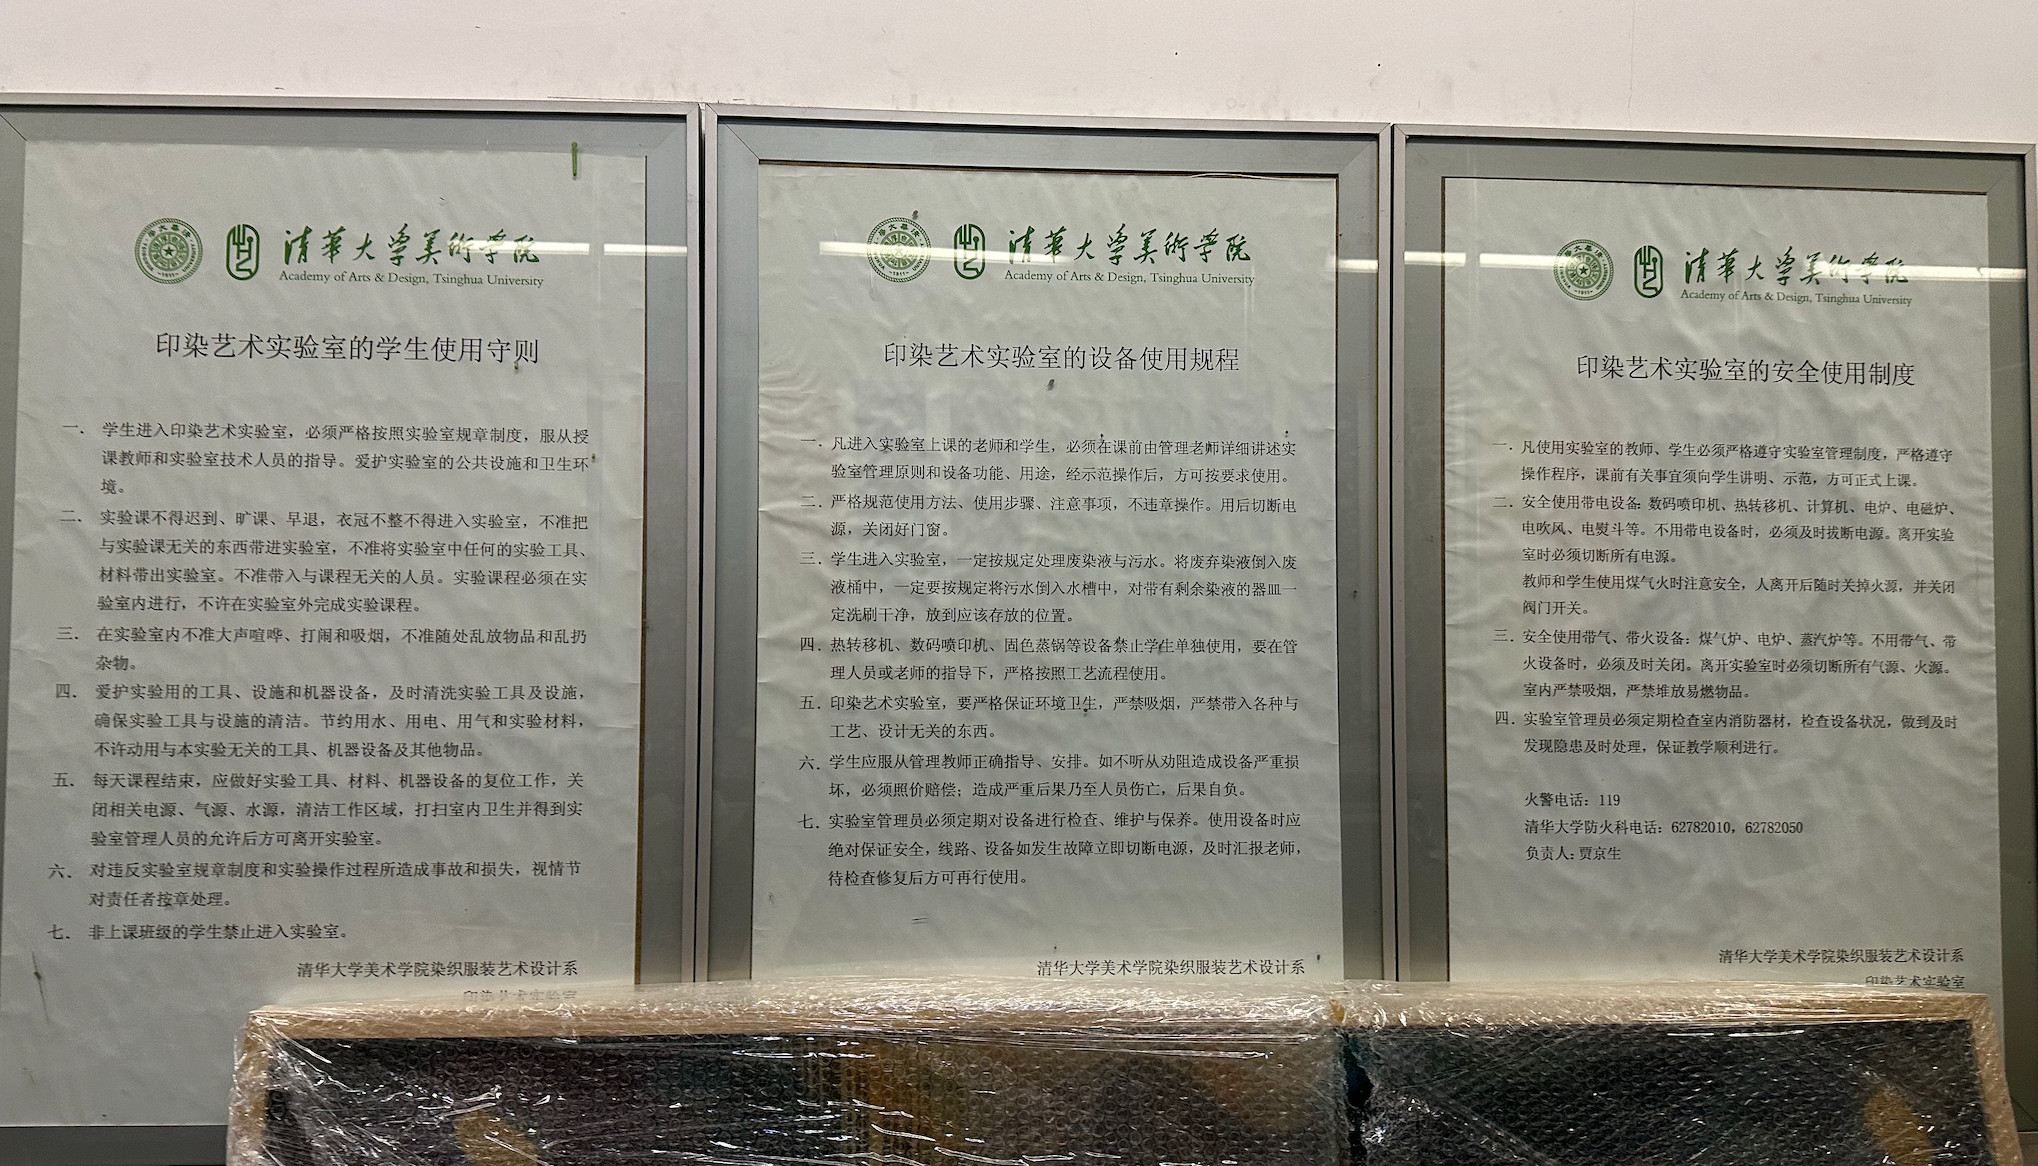 清华大学美术学院
Academy of Arts & Design, Tsinghua University
印染艺术实验室的学生使用守则
一. 学生进入印染艺术实验室，必须严格按照实验室规章制度，服从授
课教师和实验室技术人员的指导。爱护实验室的公共设施和卫生环
境。
二. 实验课不得迟到、旷课、早退，衣冠不整不得进入实验室，不准把
与实验课无关的东西带进实验室，不准将实验室中任何的实验工具、
材料带出实验室。不准带入与课程无关的人员。实验课程必须在实
验室内进行，不许在实验室外完成实验课程。
三. 在实验室内不准大声喧哗、打闹和吸烟，不准随处乱放物品和乱扔
杂物。
四. 爱护实验用的工具、设施和机器设备，及时清洗实验工具及设施，
确保实验工具与设施的清洁。节约用水、用电、用气和实验材料，
不许动用与本实验无关的工具、机器设备及其他物品。
五. 每天课程结束，应做好实验工具、材料、机器设备的复位工作，关
闭相关电源、气源、水源，清洁工作区域，打扫室内卫生并得到实
验室管理人员的允许后方可离开实验室。
六. 对违反实验室规章制度和实验操作过程所造成事故和损失，视情节
对责任者按章处理。
七. 非上课班级的学生禁止进入实验室。
清华大学美术学院染织服装艺术设计系
印染艺术实验室
清华大学美术学院
Academy of Arts & Design, Tsinghua University
印染艺术实验室的设备使用规程
一. 凡进入实验室上课的老师和学生，必须在课前由管理老师详细讲述实
验室管理原则和设备功能、用途，经示范操作后，方可按要求使用。
二. 严格规范使用方法、使用步骤、注意事项，不违章操作。用后切断电
源，关闭好门窗。
三. 学生进入实验室，一定按规定处理废染液与污水。将废弃染液倒入废
液桶中，一定要按规定将污水倒入水槽中，对带有剩余染液的器皿一
定洗刷干净，放到应该存放的位置。
四. 热转移机、数码喷印机、固色蒸锅等设备禁止学生单独使用，要在管
理人员或老师的指导下，严格按照工艺流程使用。
五. 印染艺术实验室，要严格保证环境卫生，严禁吸烟，严禁带入各种与
工艺、设计无关的东西。
六. 学生应服从管理教师正确指导、安排。如不听从劝阻造成设备严重损
坏，必须照价赔偿；造成严重后果乃至人员伤亡，后果自负。
七. 实验室管理员必须定期对设备进行检查、维护与保养。使用设备时应
绝对保证安全，线路、设备如发生故障立即切断电源，及时汇报老师，
待检查修复后方可再行使用。
清华大学美术学院染织服装艺术设计系
清华大学美术学院
Academy of Arts & Design, Tsinghua University
印染艺术实验室的安全使用制度
一. 凡使用实验室的教师、学生必须严格遵守实验室管理制度，严格遵守
操作程序，课前有关事宜须向学生讲明、示范，方可正式上课。
二. 安全使用带电设备：数码喷印机、热转移机、计算机、电炉、电磁炉、
电吹风、电熨斗等。不用带电设备时，必须及时拔断电源。离开实验
室时必须切断所有电源。
教师和学生使用煤气火时注意安全，人离开后随时关掉火源，并关闭
阀门开关。
三. 安全使用带气、带火设备：煤气炉、电炉、蒸汽炉等。不用带气、带
火设备时，必须及时关闭。离开实验室时必须切断所有气源、火源。
室内严禁吸烟，严禁堆放易燃物品。
四. 实验室管理员必须定期检查室内消防器材，检查设备状况，做到及时
发现隐患及时处理，保证教学顺利进行。
火警电话：119
清华大学防火科电话：62782010，62782050
负责人：贾京生
清华大学美术学院染织服装艺术设计系
印染艺术实验室